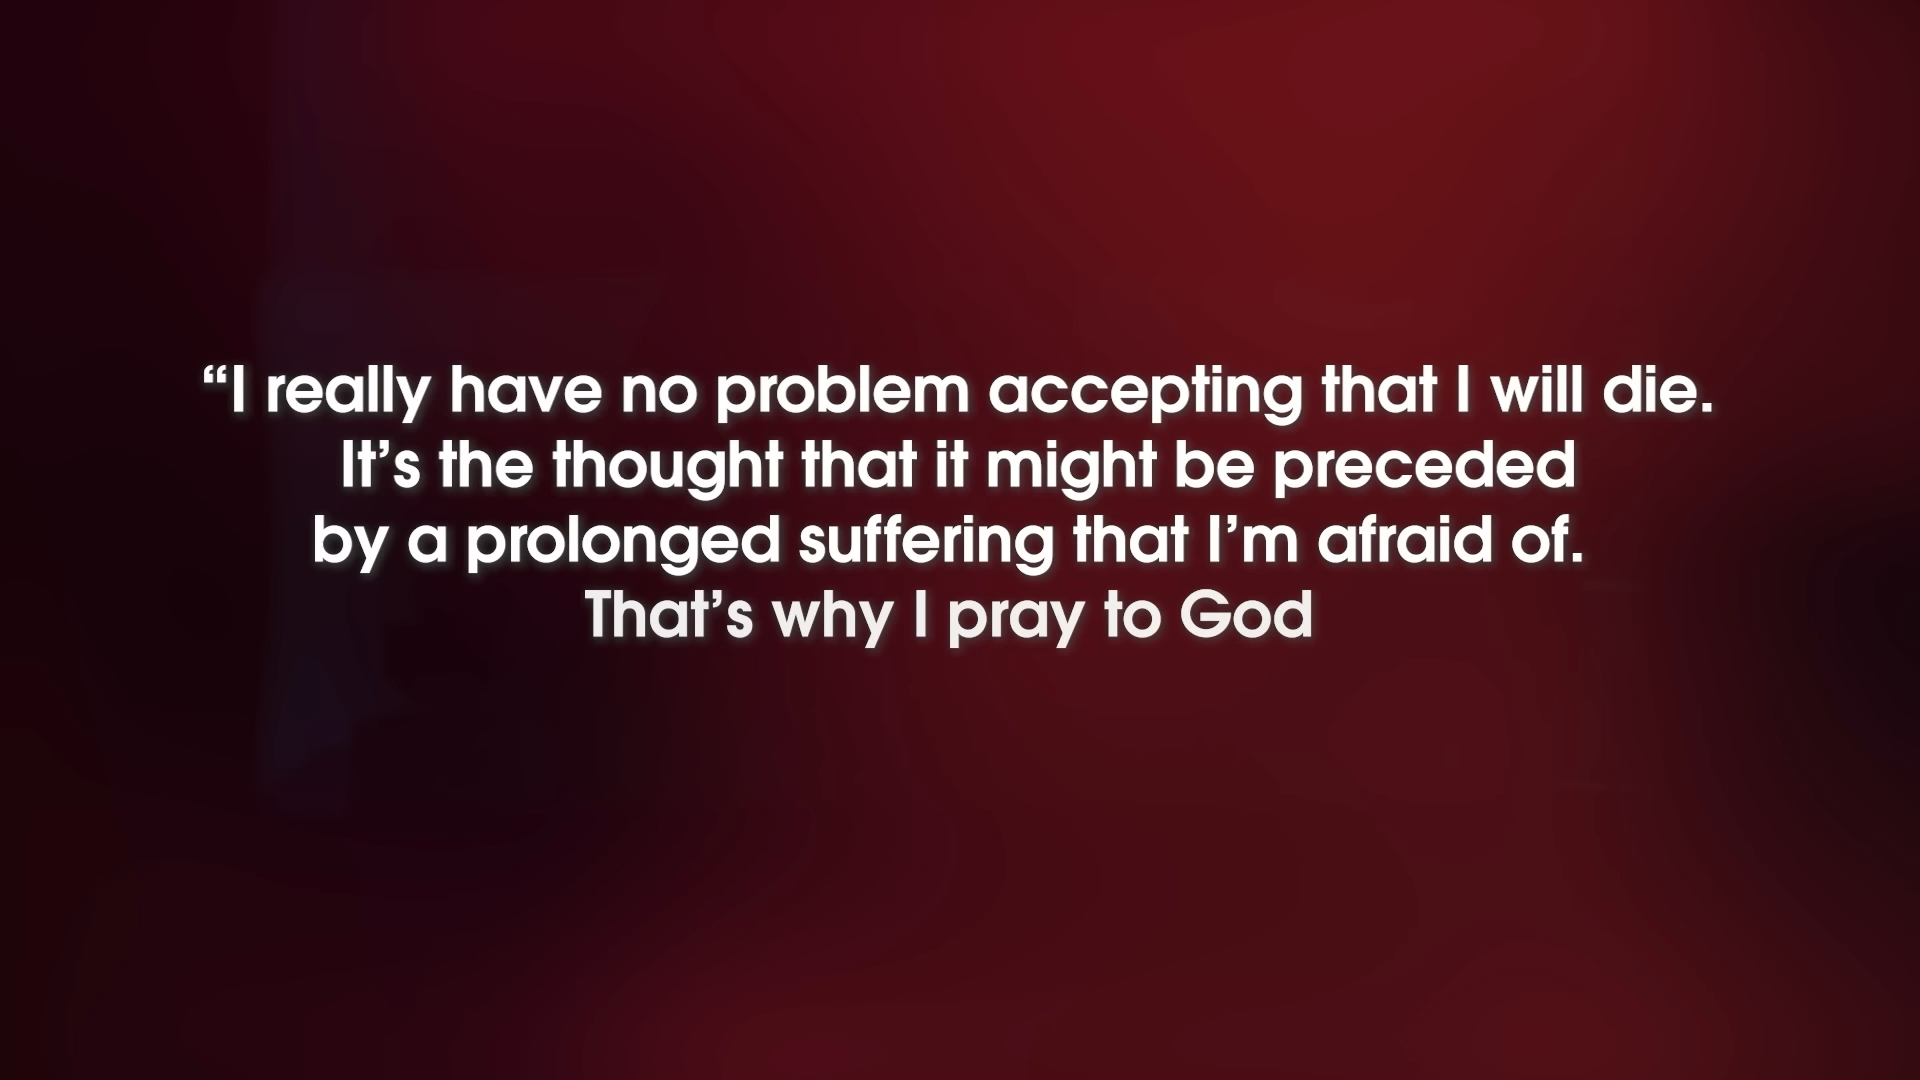 “I really have no problem accepting that I will die.
It’s the thought that it might be preceded
by a prolonged suffering that I’m afraid of.
That’s why I pray to God